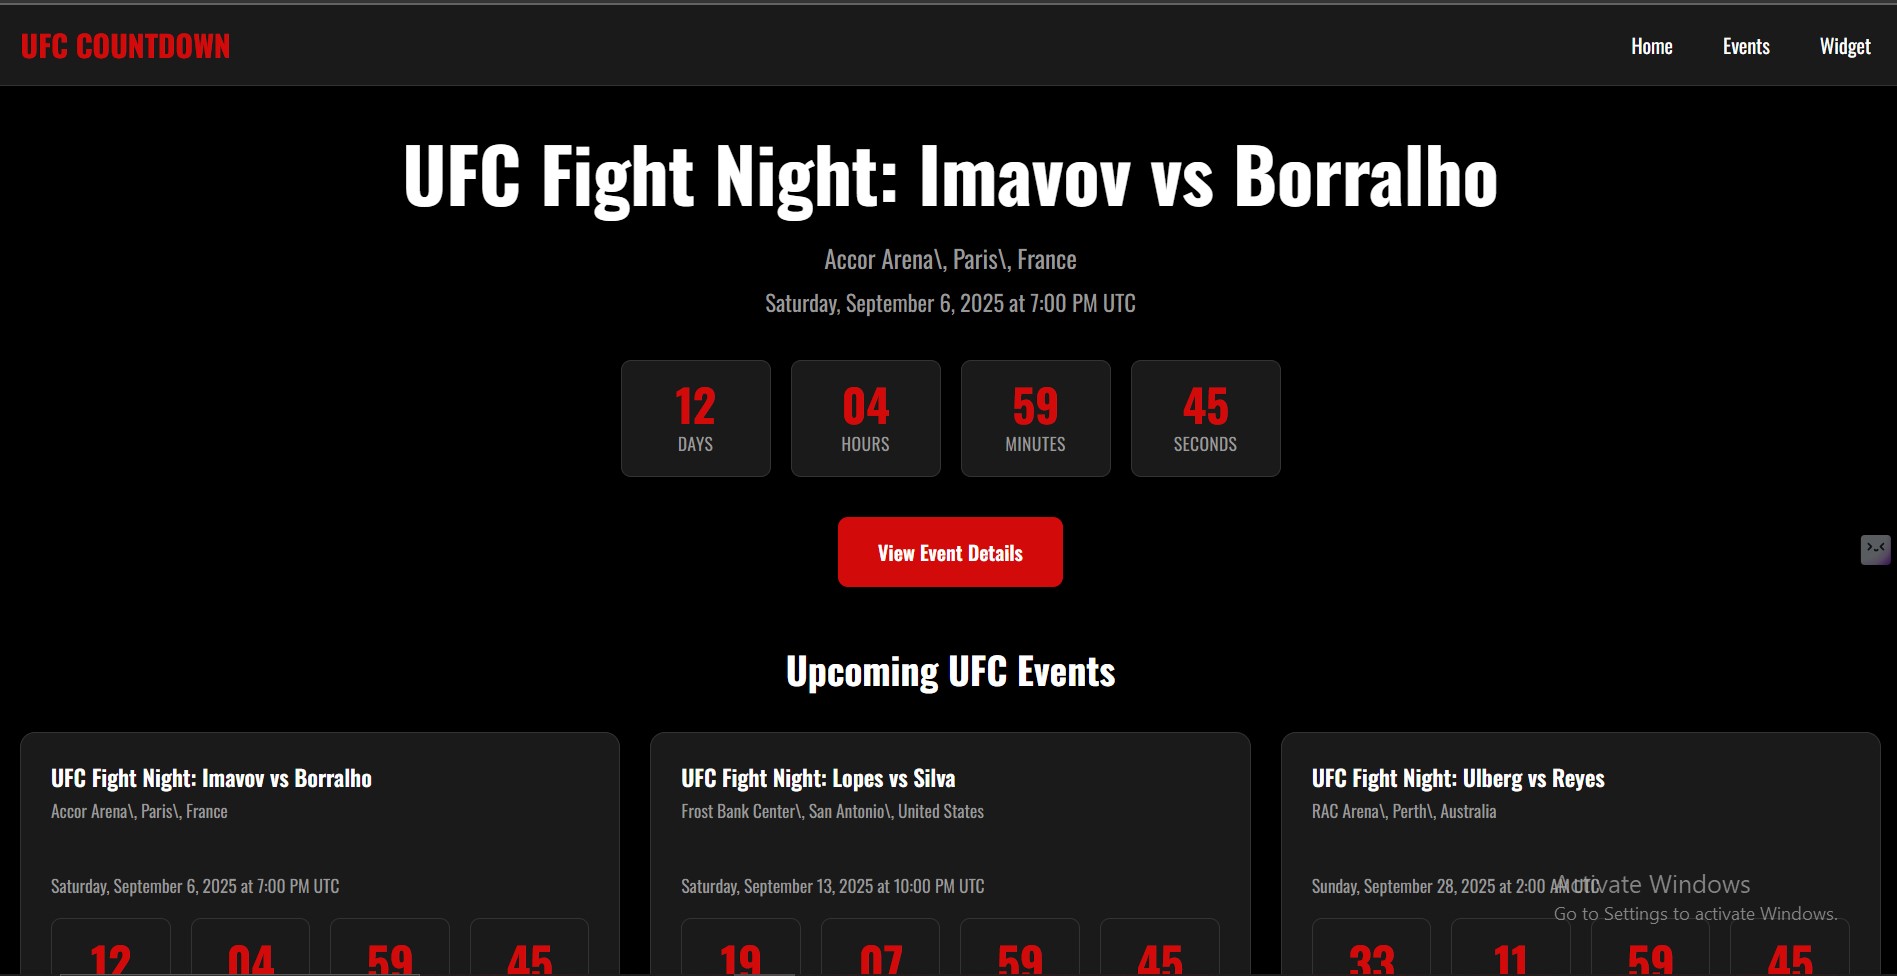 UFC COUNTDOWN
Home Events Widget
UFC Fight Night: Imavov vs Borralho
Accor Arena\, Paris\, France
Saturday, September 6, 2025 at 7:00 PM UTC
12 04 59 45
DAYS HOURS MINUTES SECONDS
View Event Details
Upcoming UFC Events
UFC Fight Night: Imavov vs Borralho
Accor Arena\, Paris\, France
Saturday, September 6, 2025 at 7:00 PM UTC
12 04 59 45
UFC Fight Night: Lopes vs Silva
Frost Bank Center\, San Antonio\, United States
Saturday, September 13, 2025 at 10:00 PM UTC
19 07 59 45
UFC Fight Night: Ulberg vs Reyes
RAC Arena\, Perth\, Australia
Sunday, September 28, 2025 at 2:00 AM UTC
33 11 59 45
Activate Windows
Go to Settings to activate Windows.